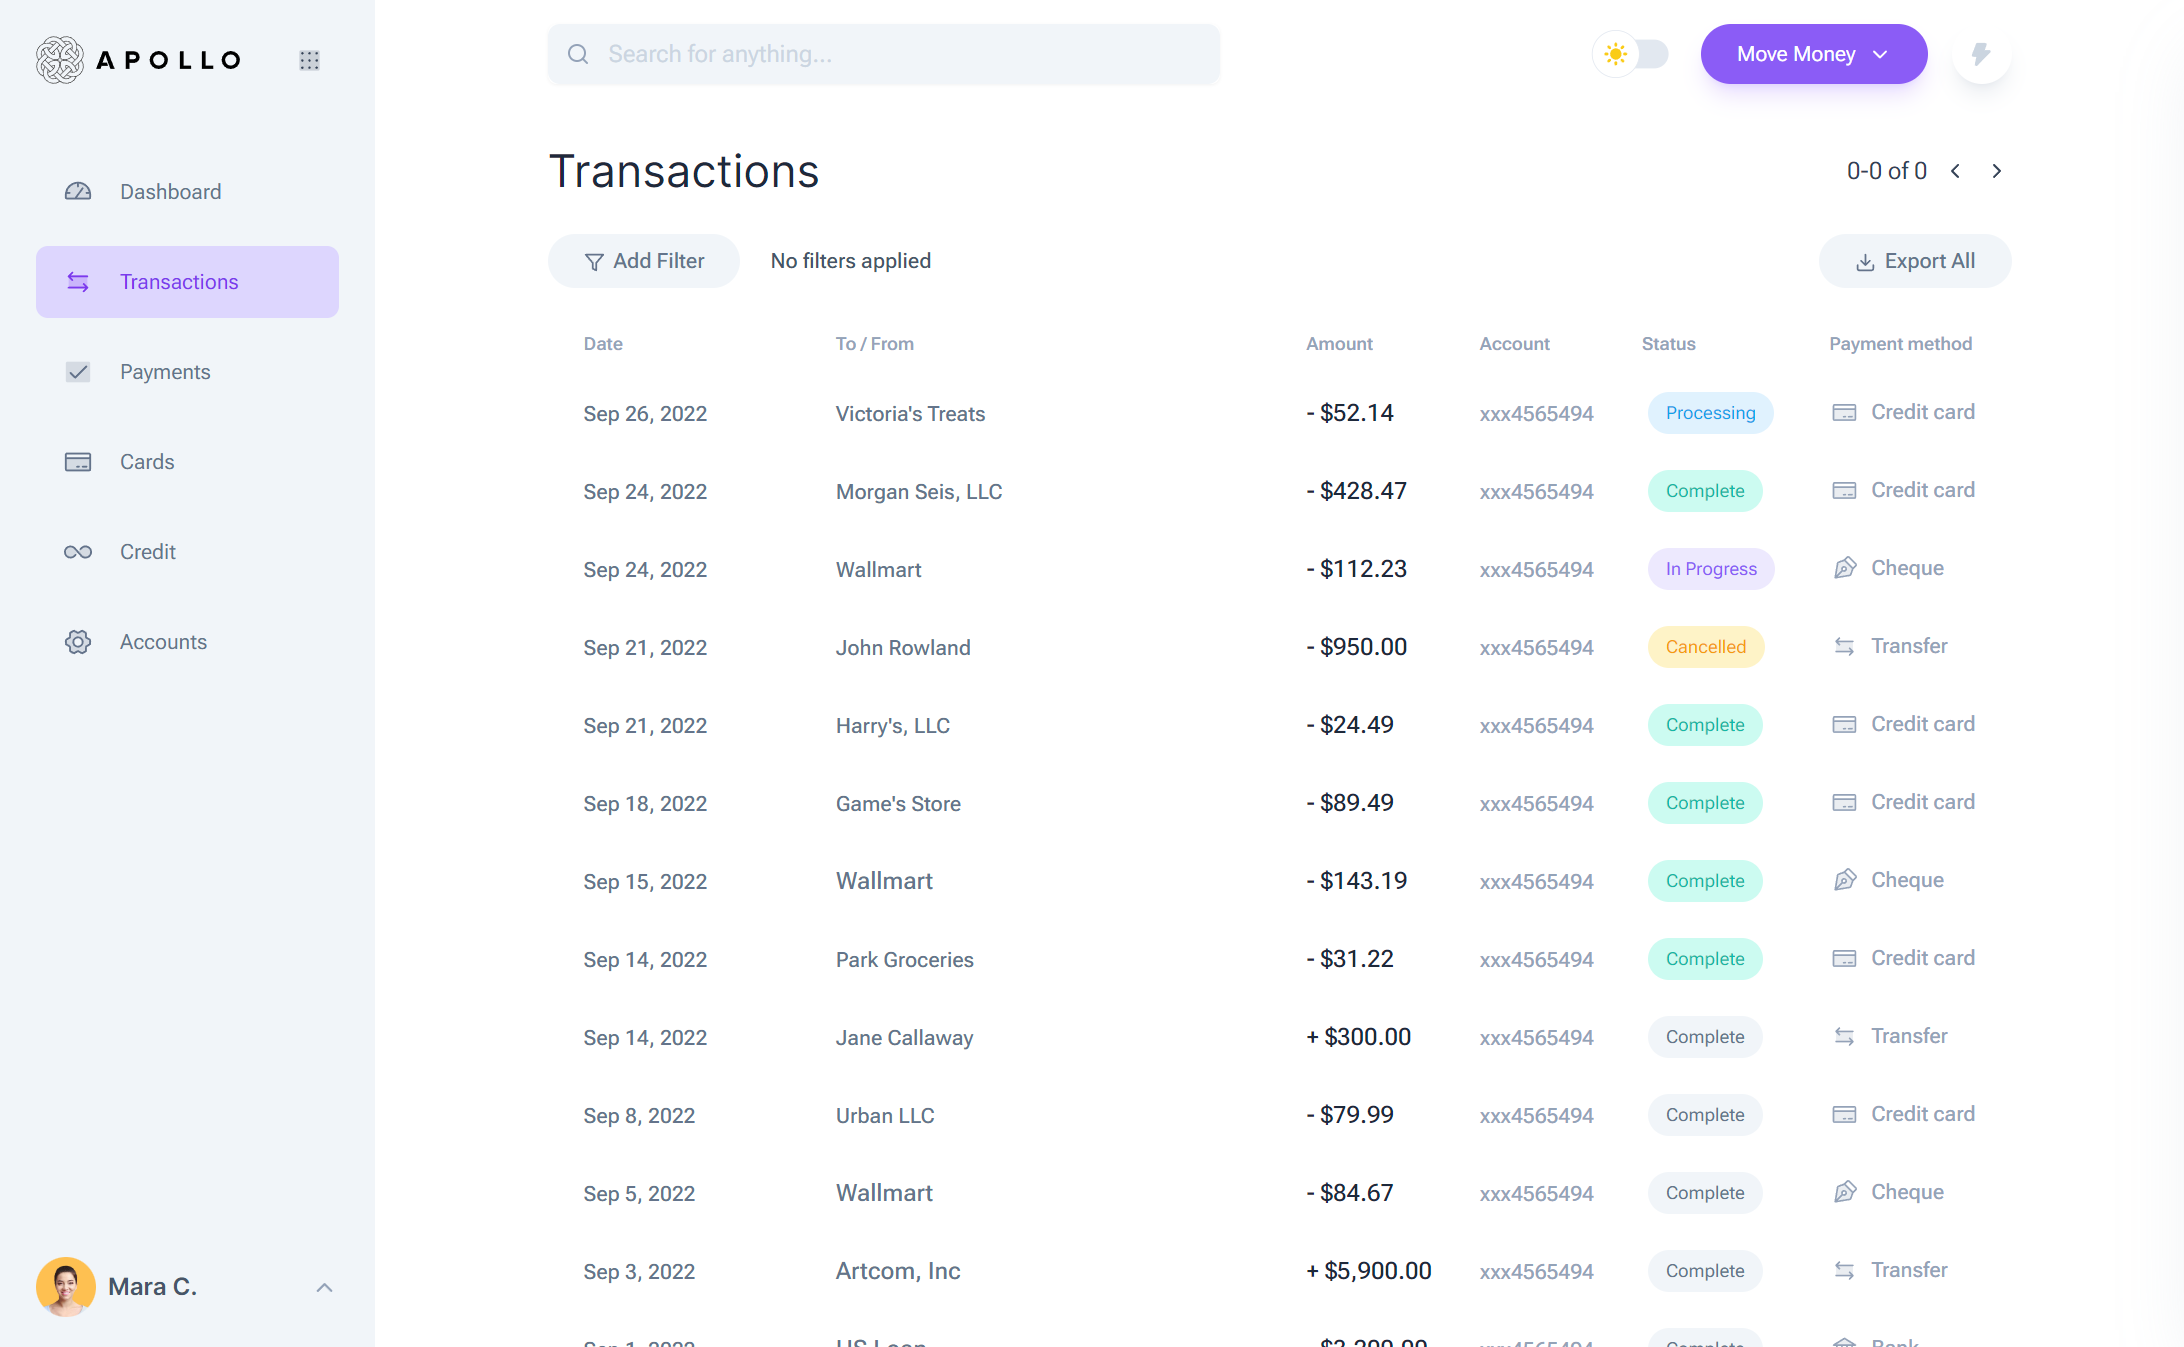 APOLLO
Search for anything...
Move Money
Dashboard
Transactions
Payments
Cards
Credit
Accounts
Mara C.
Transactions
0-0 of 0
Add Filter
No filters applied
Export All
Date To / From Amount Account Status Payment method
Sep 26, 2022 Victoria's Treats - $52.14 xxx4565494 Processing Credit card
Sep 24, 2022 Morgan Seis, LLC - $428.47 xxx4565494 Complete Credit card
Sep 24, 2022 Wallmart - $112.23 xxx4565494 In Progress Cheque
Sep 21, 2022 John Rowland - $950.00 xxx4565494 Cancelled Transfer
Sep 21, 2022 Harry's, LLC - $24.49 xxx4565494 Complete Credit card
Sep 18, 2022 Game's Store - $89.49 xxx4565494 Complete Credit card
Sep 15, 2022 Wallmart - $143.19 xxx4565494 Complete Cheque
Sep 14, 2022 Park Groceries - $31.22 xxx4565494 Complete Credit card
Sep 14, 2022 Jane Callaway + $300.00 xxx4565494 Complete Transfer
Sep 8, 2022 Urban LLC - $79.99 xxx4565494 Complete Credit card
Sep 5, 2022 Wallmart - $84.67 xxx4565494 Complete Cheque
Sep 3, 2022 Artcom, Inc + $5,900.00 xxx4565494 Complete Transfer